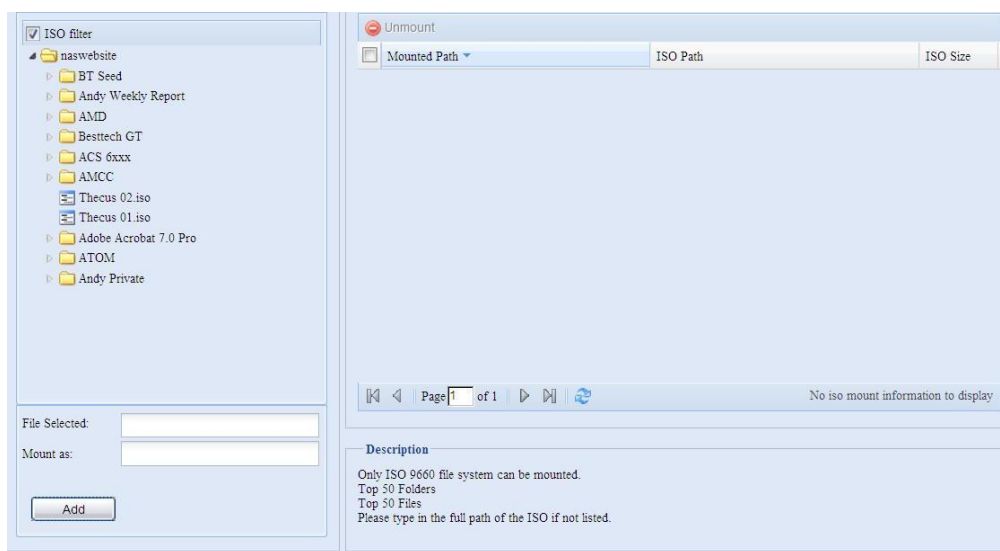 ISO filter
naswebsite
BT Seed
Andy Weekly Report
AMD
Besttech GT
ACS 6xxx
AMCC
Thecus 02.iso
Thecus 01.iso
Adobe Acrobat 7.0 Pro
ATOM
Andy Private
File Selected:
Mount as:
Add
Unmount
Mounted Path ISO Path ISO Size
Page 1 of 1 No iso mount information to display
Description
Only ISO 9660 file system can be mounted.
Top 50 Folders
Top 50 Files
Please type in the full path of the ISO if not listed.